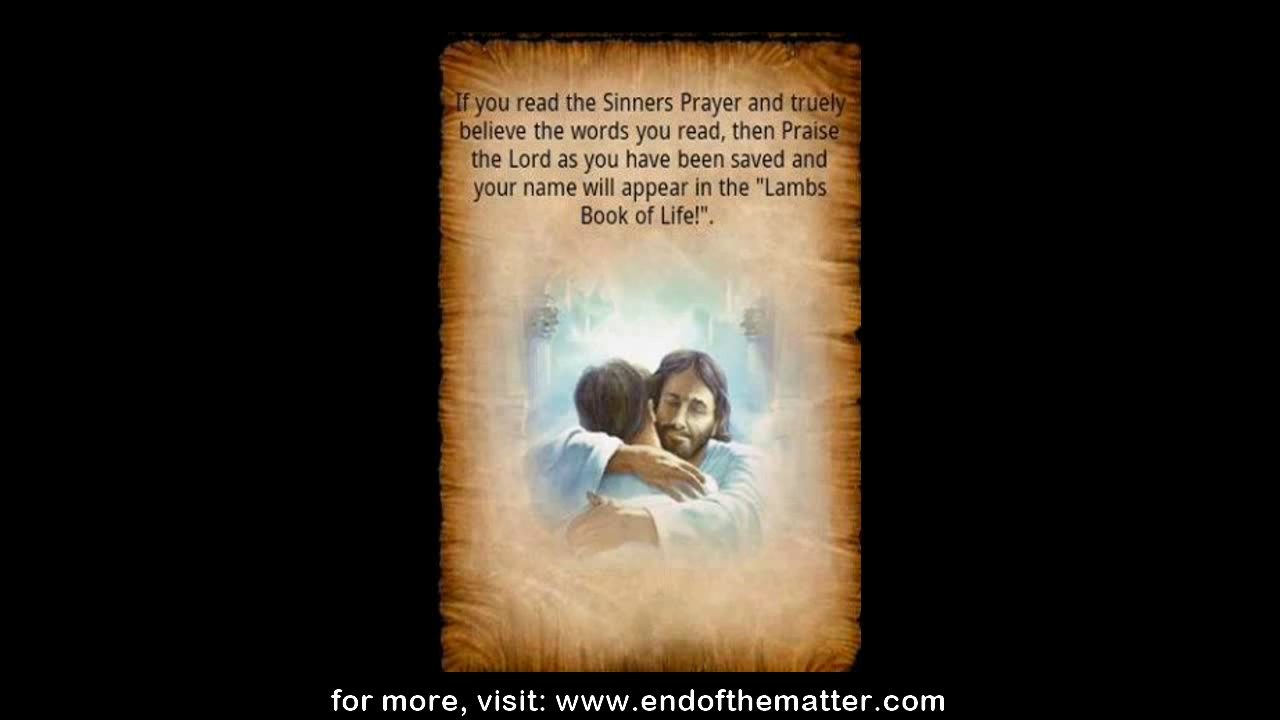 If you read the Sinners Prayer and truely
believe the words you read, then Praise
the Lord as you have been saved and
your name will appear in the "Lambs
Book of Life!".
for more, visit: www.endofthematter.com